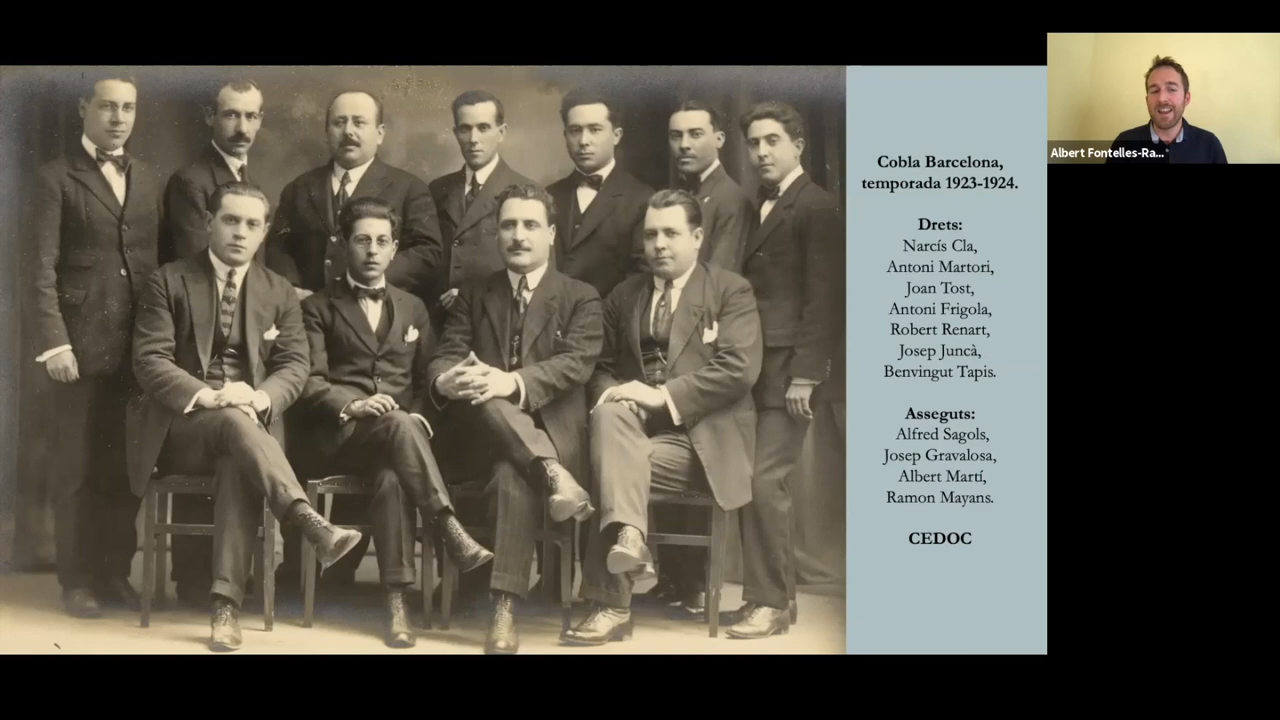 Cobla Barcelona,
temporada 1923-1924.
Drets:
Narcís Cla,
Antoni Martori,
Joan Tost,
Antoni Frigola,
Robert Renart,
Josep Juncà,
Benvingut Tapis.
Asseguts:
Alfred Sagols,
Josep Gravalosa,
Albert Martí,
Ramon Mayans.
CEDOC
Albert Fontelles-Ra...